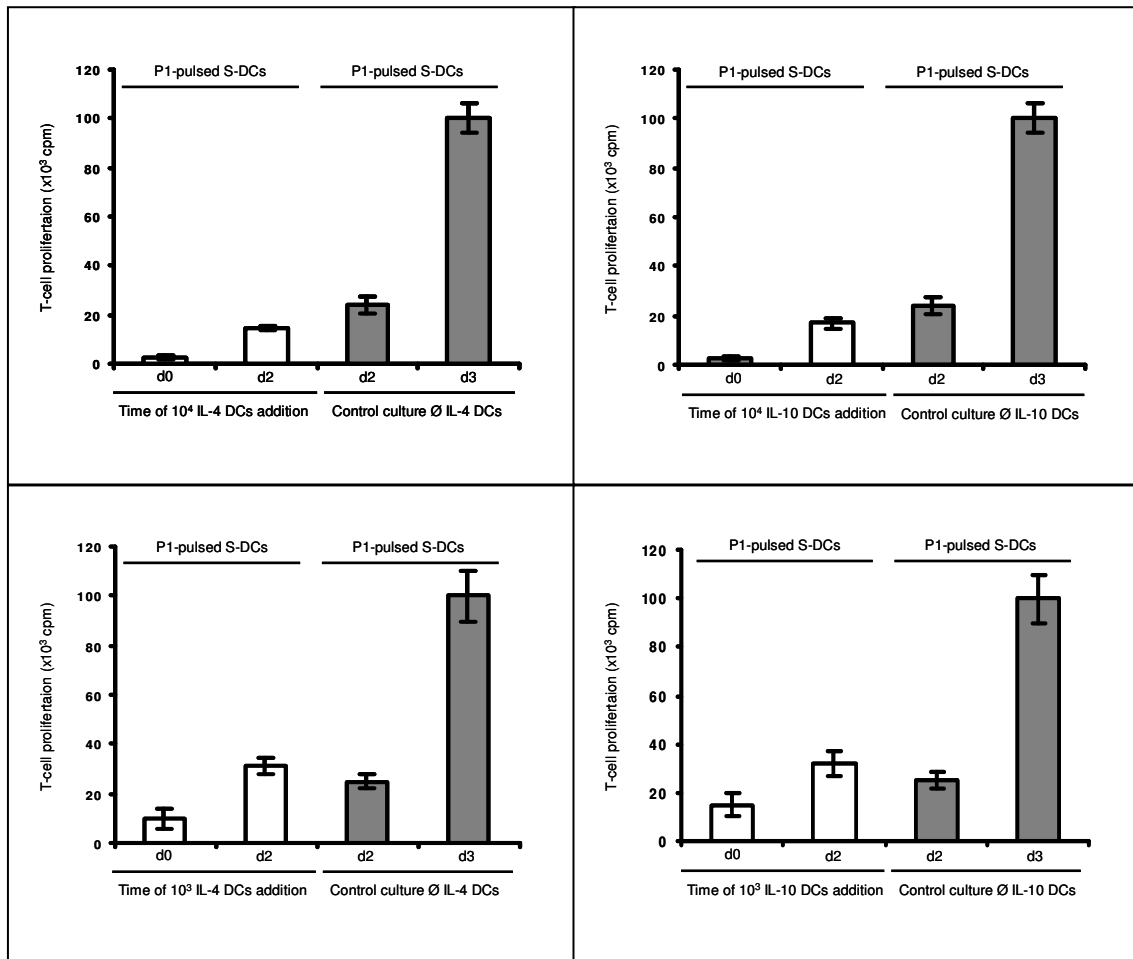 P1-pulsed S-DCs P1-pulsed S-DCs
T-cell prolifertaion (x10³ cpm)
120
100
80
60
40
20
0
d0 d2 d2 d3
Time of 10⁴ IL-4 DCs addition Control culture Ø IL-4 DCs
P1-pulsed S-DCs P1-pulsed S-DCs
T-cell prolifertaion (x10³ cpm)
120
100
80
60
40
20
0
d0 d2 d2 d3
Time of 10⁴ IL-10 DCs addition Control culture Ø IL-10 DCs
P1-pulsed S-DCs P1-pulsed S-DCs
T-cell prolifertaion (x10³ cpm)
120
100
80
60
40
20
0
d0 d2 d2 d3
Time of 10³ IL-4 DCs addition Control culture Ø IL-4 DCs
P1-pulsed S-DCs P1-pulsed S-DCs
T-cell prolifertaion (x10³ cpm)
120
100
80
60
40
20
0
d0 d2 d2 d3
Time of 10³ IL-10 DCs addition Control culture Ø IL-10 DCs